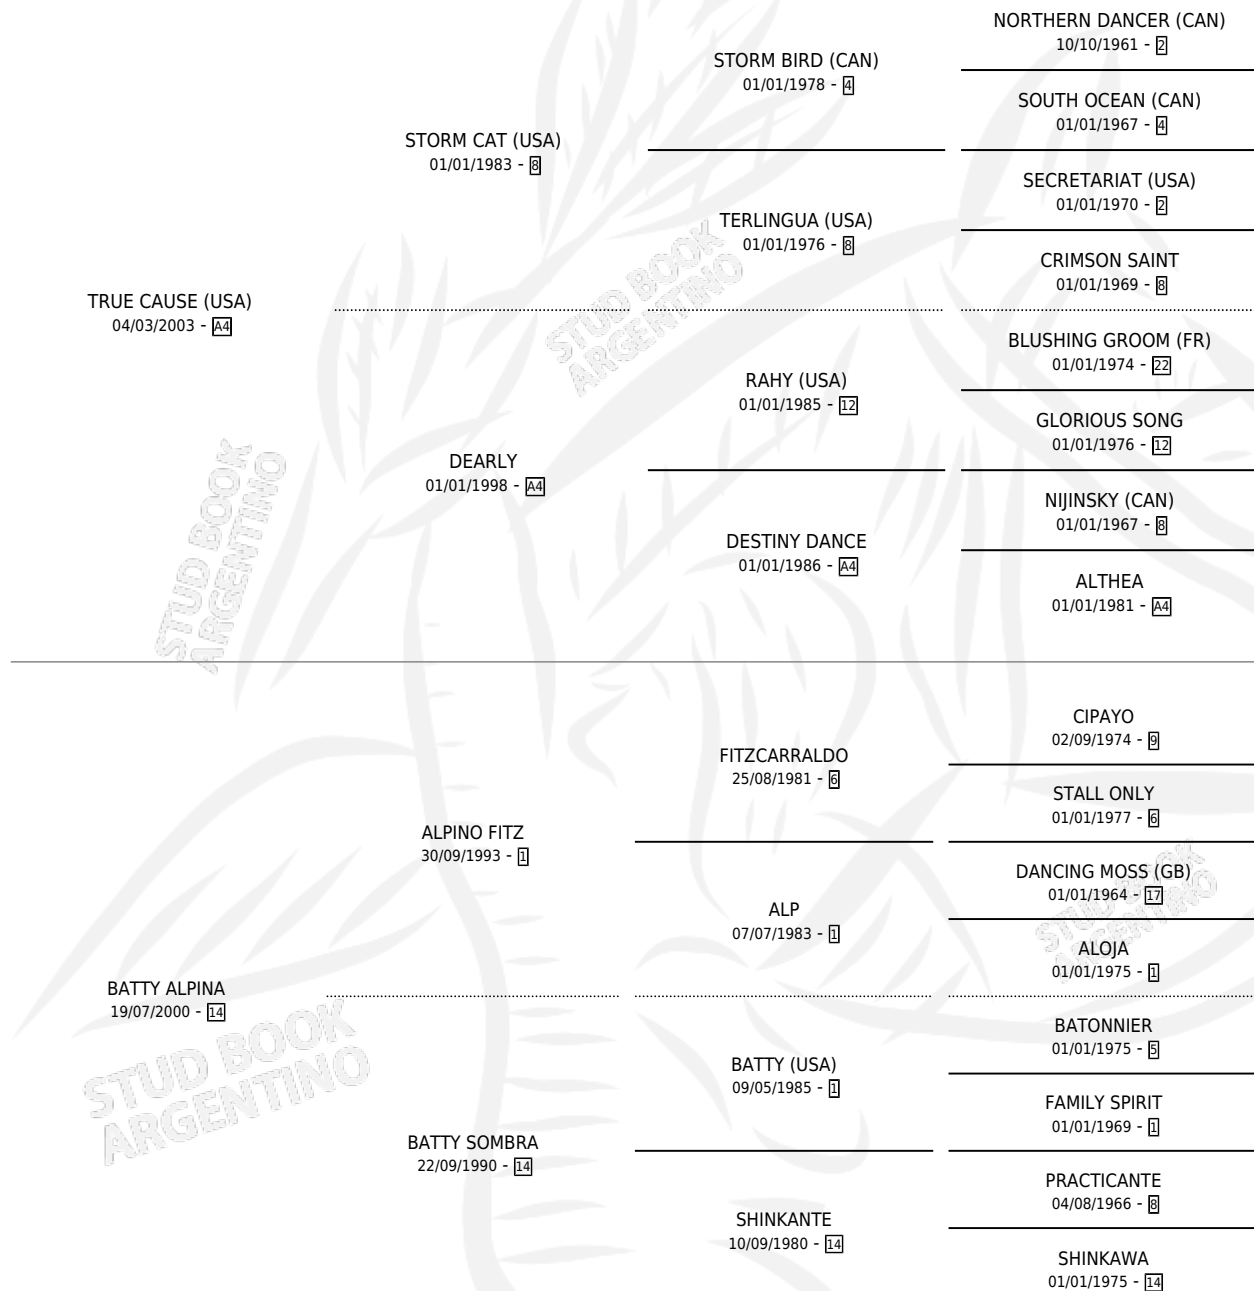 NORTHERN DANCER (CAN)
10/10/1961 - 2
STORM BIRD (CAN)
01/01/1978 - 4
SOUTH OCEAN (CAN)
01/01/1967 - 4
STORM CAT (USA)
01/01/1983 - 8
SECRETARIAT (USA)
01/01/1970 - 2
TERLINGUA (USA)
01/01/1976 - 8
CRIMSON SAINT
01/01/1969 - 8
TRUE CAUSE (USA)
04/03/2003 - A4
BLUSHING GROOM (FR)
01/01/1974 - 22
RAHY (USA)
01/01/1985 - 12
GLORIOUS SONG
01/01/1976 - 12
DEARLY
01/01/1998 - A4
NIJINSKY (CAN)
01/01/1967 - 8
DESTINY DANCE
01/01/1986 - A4
ALTHEA
01/01/1981 - A4
CIPAYO
02/09/1974 - 9
FITZCARRALDO
25/08/1981 - 6
STALL ONLY
01/01/1977 - 6
ALPINO FITZ
30/09/1993 - 1
DANCING MOSS (GB)
01/01/1964 - 17
ALP
07/07/1983 - 1
ALOJA
01/01/1975 - 1
BATTY ALPINA
19/07/2000 - 14
BATONNIER
01/01/1975 - 5
BATTY (USA)
09/05/1985 - 1
FAMILY SPIRIT
01/01/1969 - 1
BATTY SOMBRA
22/09/1990 - 14
PRACTICANTE
04/08/1966 - 8
SHINKANTE
10/09/1980 - 14
SHINKAWA
01/01/1975 - 14
STUD BOOK
ARGENTINO
STUD BOOK
ARGENTINO
STUD BOOK
ARGENTINO
STUD BOOK
ARGENTINO